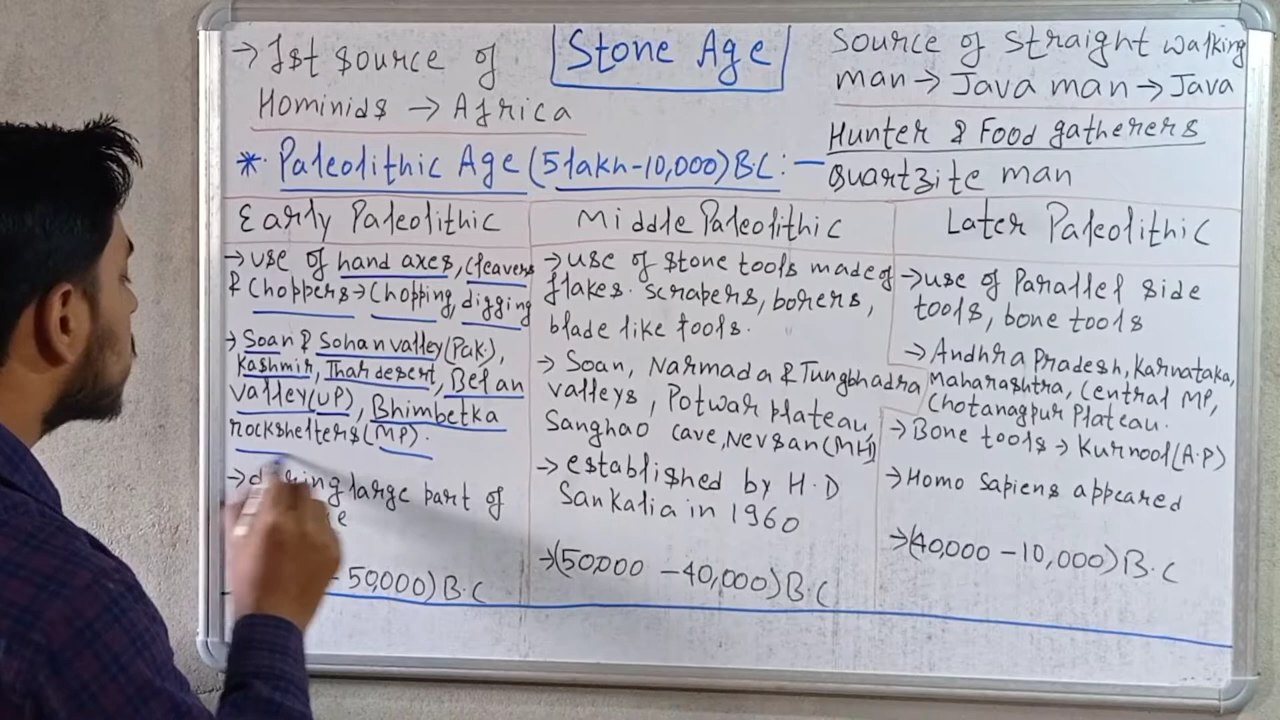 → 1st source of
Hominids → Africa
Stone Age
Source of straight walking
man → Java man → Java
Hunter & Food gatherers
* Paleolithic Age (5 lakh-10,000) B.C :-
Quartzite man
Early Paleolithic
→ use of hand axes, cleavers
& Choppers → Chopping, digging
→ Soan & Sohan valley (Pak.),
Kashmir, Thar desert, Belan
valley (UP), Bhimbetka
rockshelters (MP).
→ large part of
- 50,000) B.C
Middle Paleolithic
→ use of stone tools made of
flakes. scrapers, borers,
blade like tools.
→ Soan, Narmada & Tungbhadra
valleys, Potwar plateau,
Sanghao cave, Nevsan (MH)
→ established by H.D
Sankalia in 1960
→ (50,000 - 40,000) B.C
Later Paleolithic
→ use of Parallel side
tools, bone tools
→ Andhra Pradesh, Karnataka,
Maharashtra, Central MP,
Chotanagpur Plateau.
→ Bone tools → Kurnool (A.P)
→ Homo Sapiens appeared
→ (40,000 - 10,000) B.C